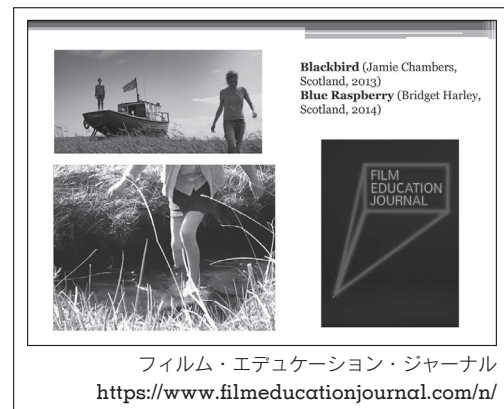 Blackbird (Jamie Chambers,
Scotland, 2013)
Blue Raspberry (Bridget Harley,
Scotland, 2014)
FILM
EDUCATION
JOURNAL
フィルム・エデュケーション・ジャーナル
https://www.filmeducationjournal.com/n/